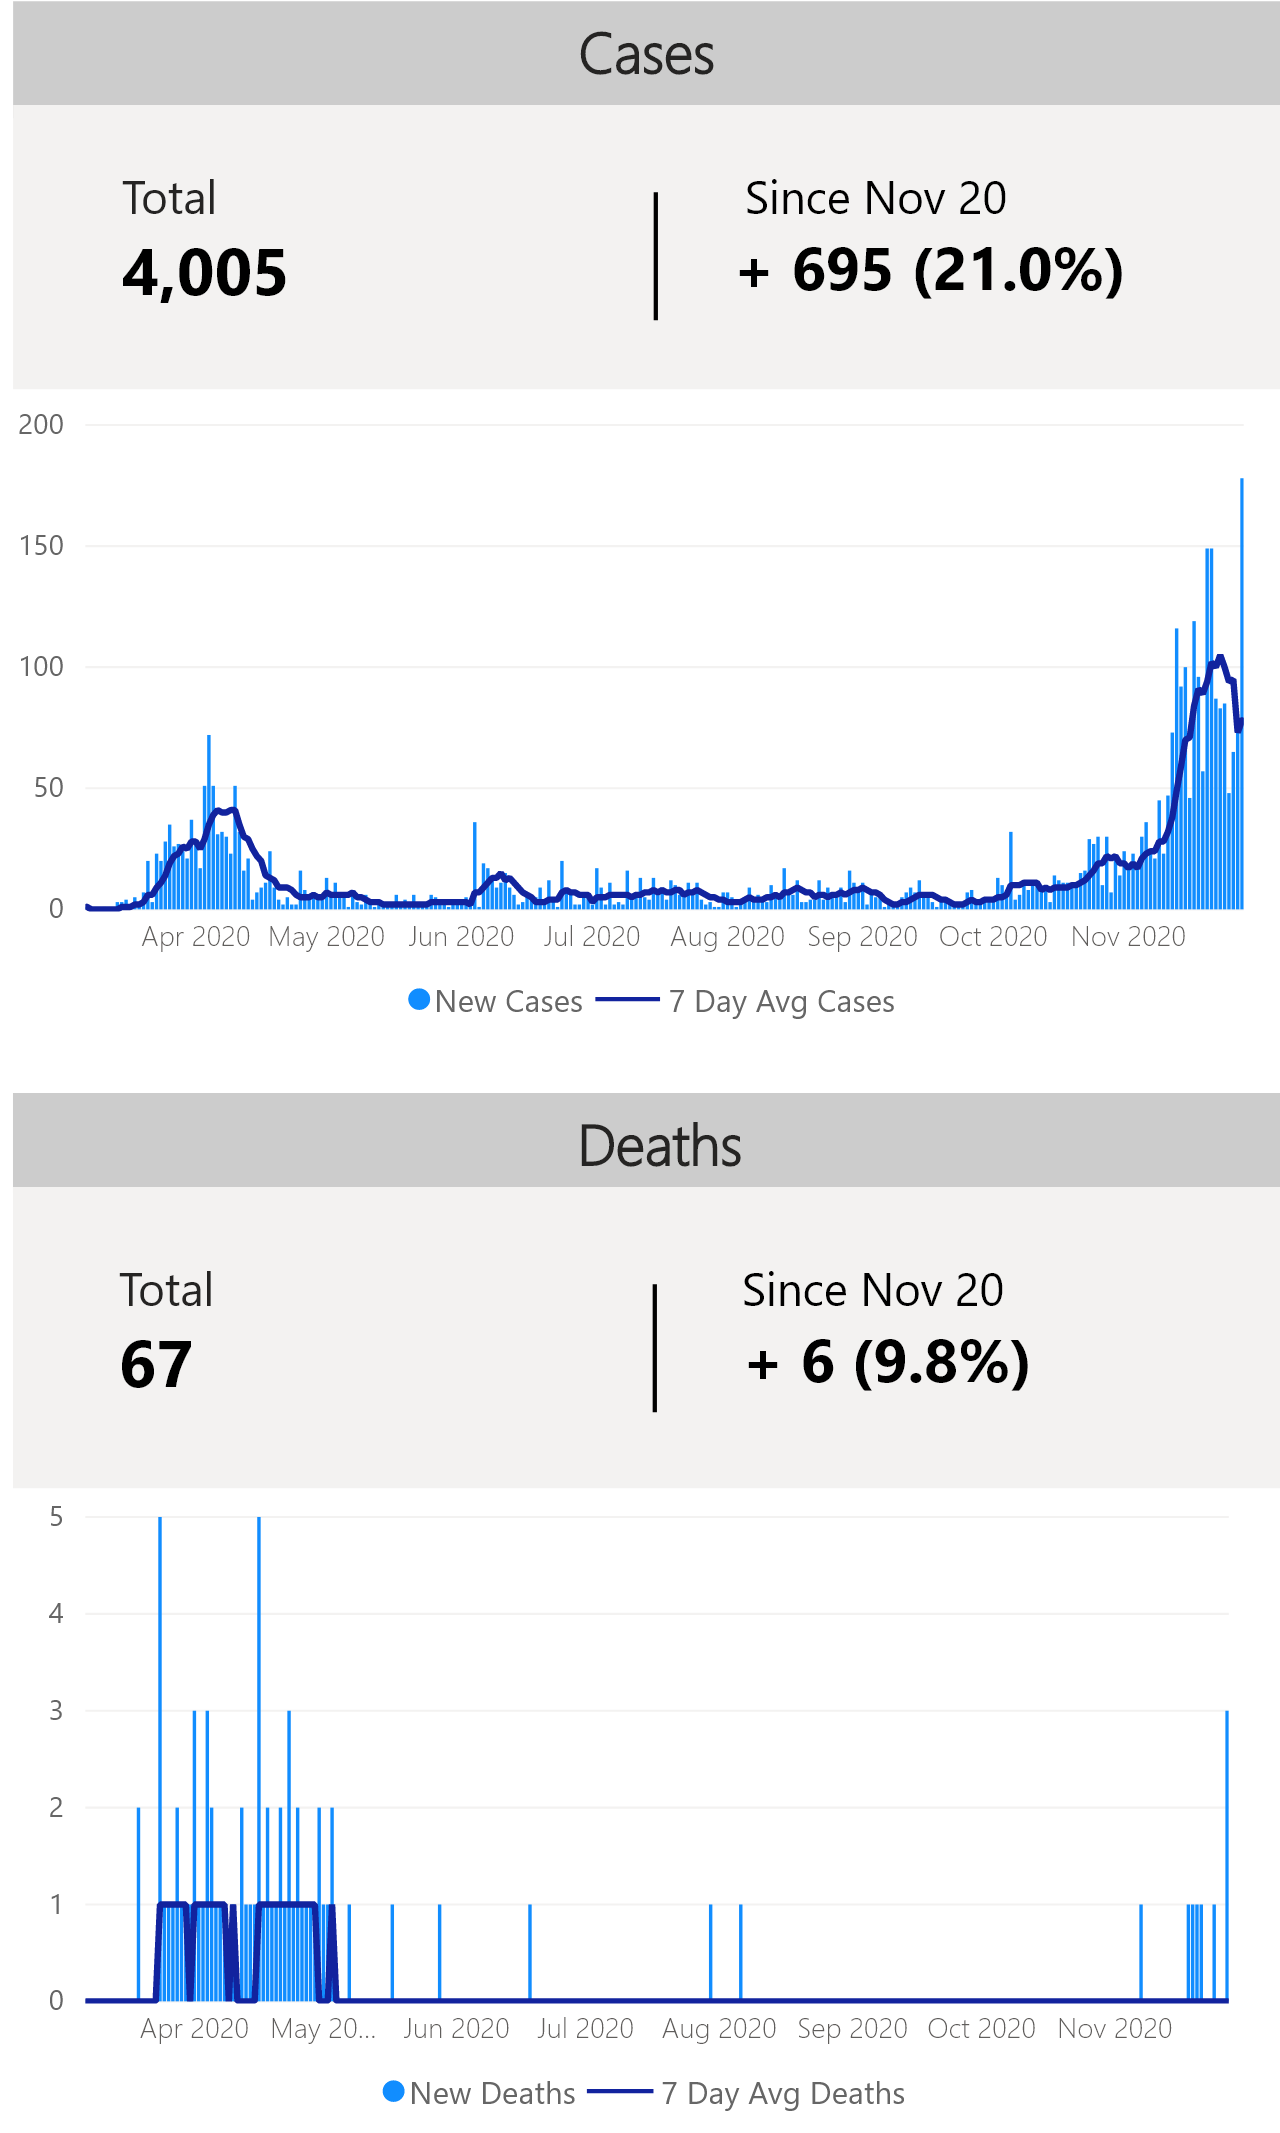 Cases
Total
Since Nov 20
4,005
+ 695 (21.0%)
200
150
100
50
0
Apr 2020 May 2020 Jun 2020 Jul 2020 Aug 2020 Sep 2020 Oct 2020 Nov 2020
New Cases 7 Day Avg Cases
Deaths
Total
Since Nov 20
67
+ 6 (9.8%)
5
4
3
2
1
0
Apr 2020 May 20... Jun 2020 Jul 2020 Aug 2020 Sep 2020 Oct 2020 Nov 2020
New Deaths 7 Day Avg Deaths